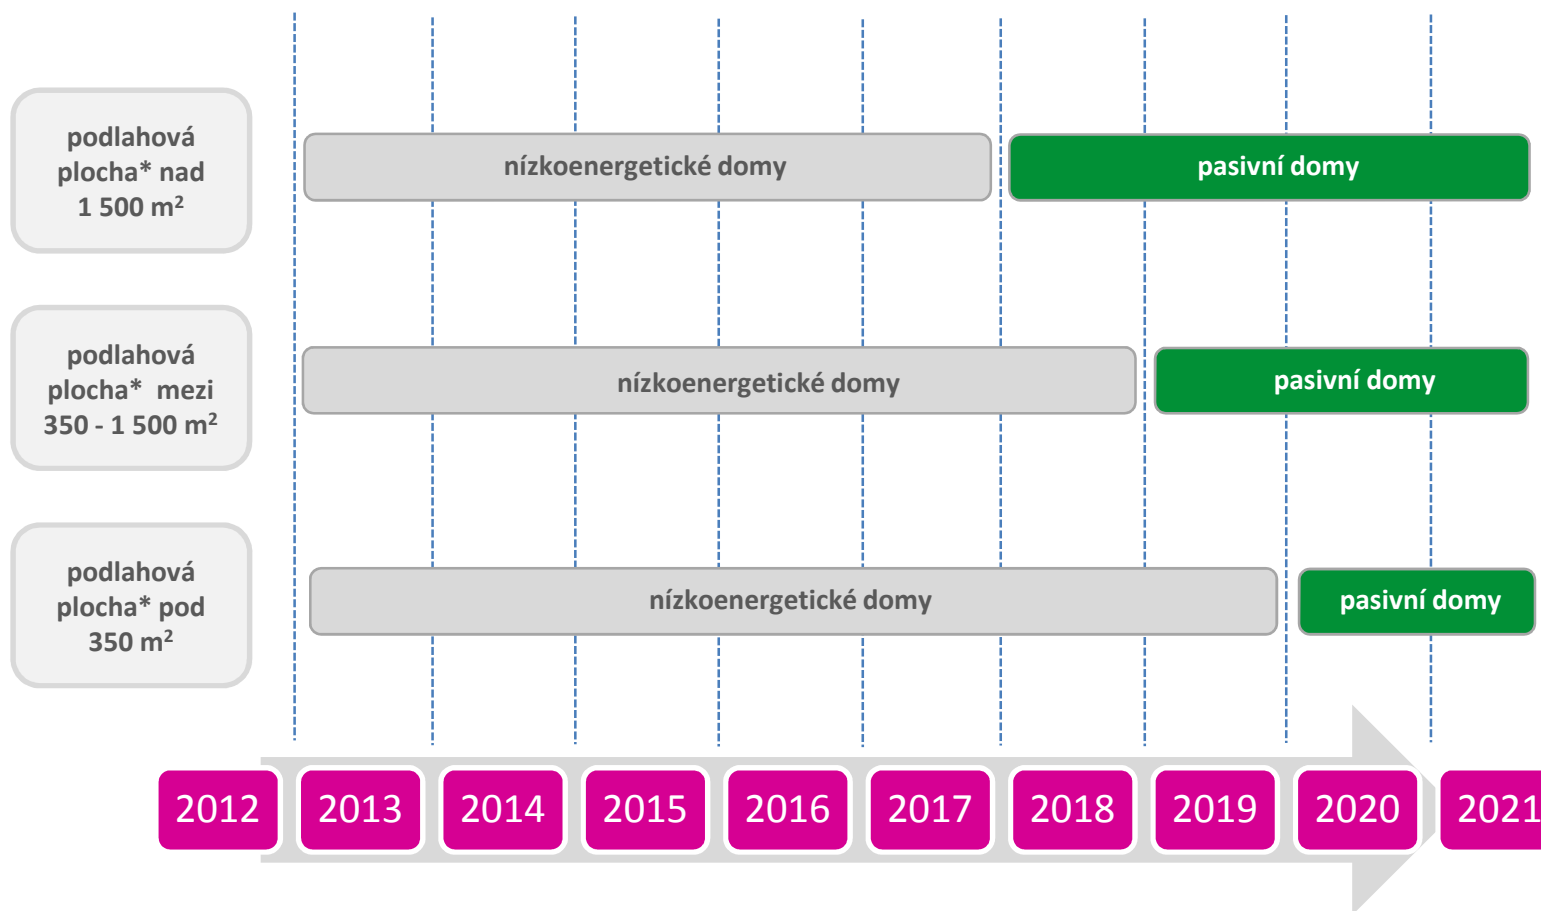 podlahová
plocha* nad
1 500 m²
nízkoenergetické domy
pasivní domy
podlahová
plocha* mezi
350 - 1 500 m²
nízkoenergetické domy
pasivní domy
podlahová
plocha* pod
350 m²
nízkoenergetické domy
pasivní domy
2012 2013 2014 2015 2016 2017 2018 2019 2020 2021